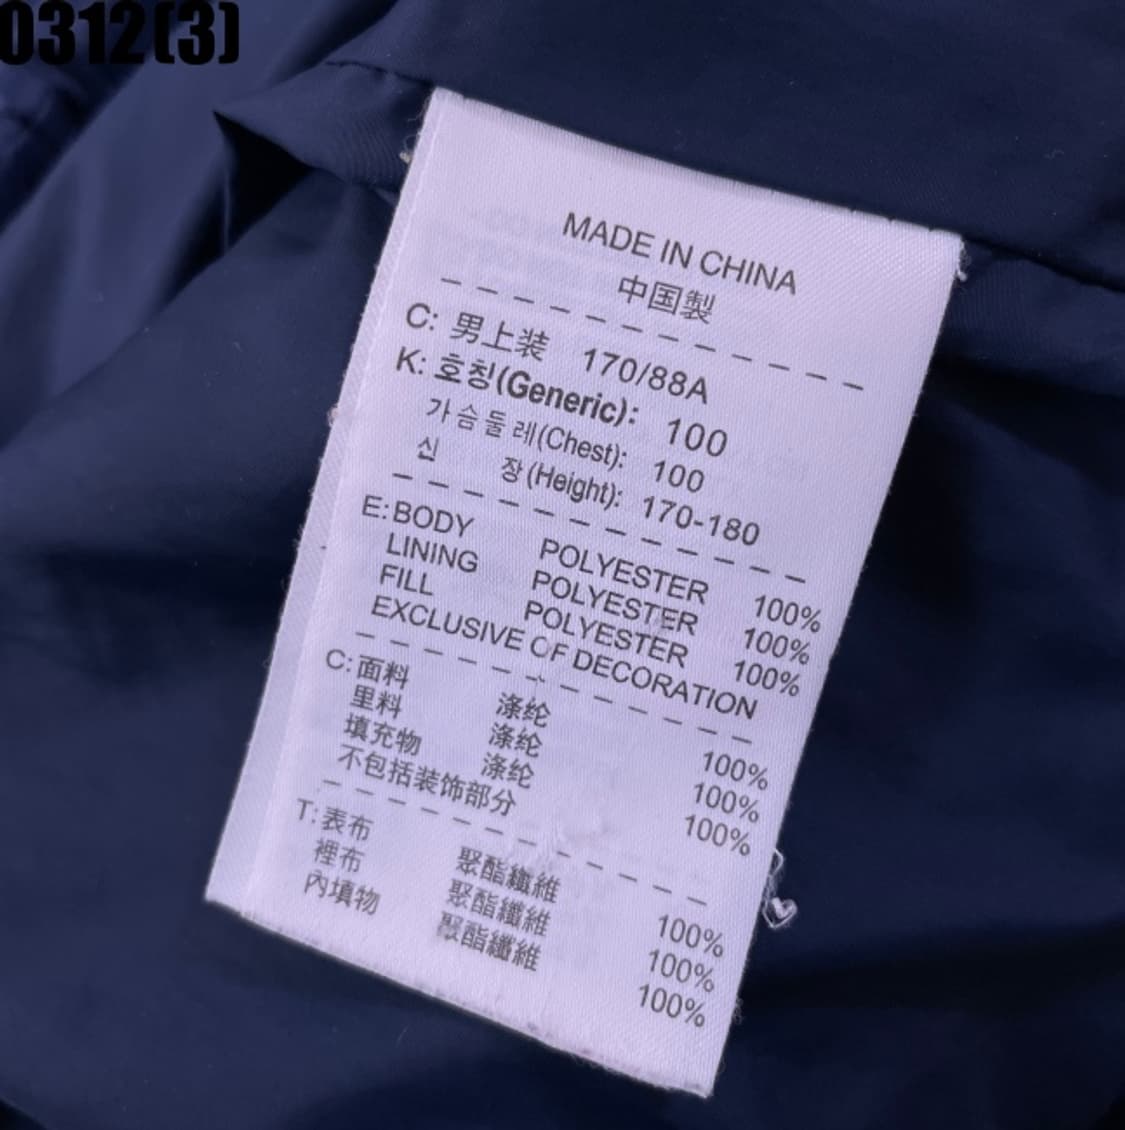 0312(3)
MADE IN CHINA
中国製
C: 男上装 170/88A
K: 호칭(Generic): 100
가슴둘레(Chest): 100
신 장(Height): 170-180
E: BODY POLYESTER 100%
LINING POLYESTER 100%
FILL POLYESTER 100%
EXCLUSIVE OF DECORATION
C: 面料 涤纶 100%
里料 涤纶 100%
填充物 涤纶 100%
不包括装饰部分
T: 表布 聚酯纖維 100%
裡布 聚酯纖維 100%
內填物 聚酯纖維 100%